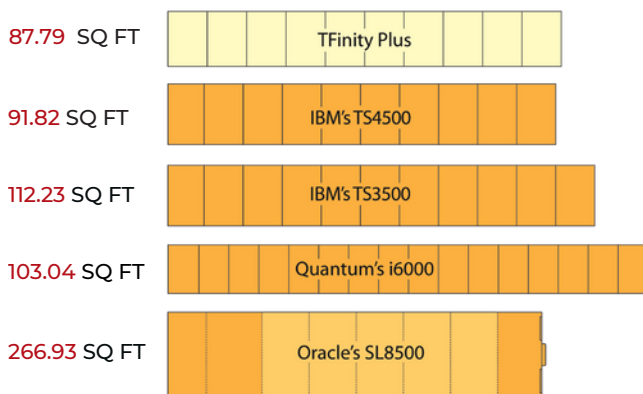 87.79 SQ FT TFinity Plus
91.82 SQ FT IBM's TS4500
112.23 SQ FT IBM's TS3500
103.04 SQ FT Quantum's i6000
266.93 SQ FT Oracle's SL8500